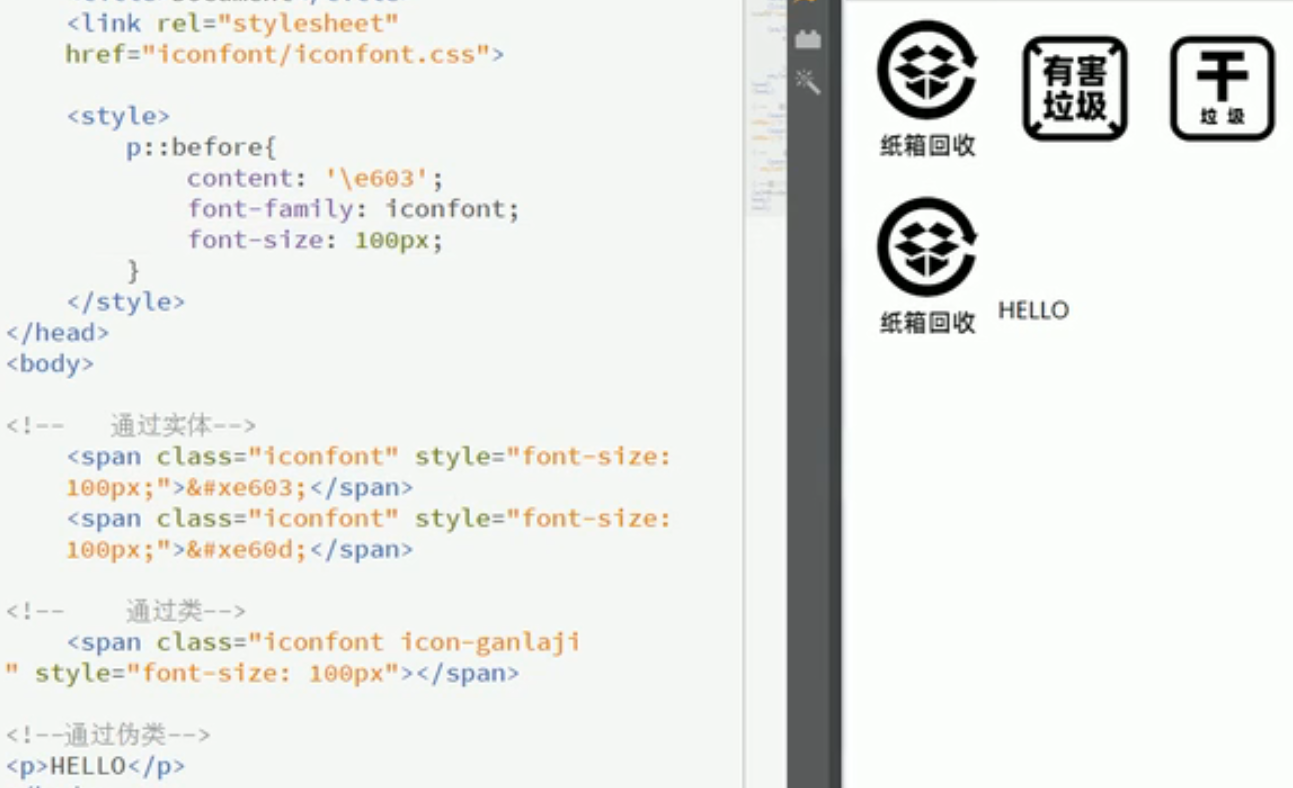 <link rel="stylesheet"
href="iconfont/iconfont.css">
<style>
p::before{
content: '\e603';
font-family: iconfont;
font-size: 100px;
}
</style>
</head>
<body>
<!-- 通过实体-->
<span class="iconfont" style="font-size:
100px;">&#xe603;</span>
<span class="iconfont" style="font-size:
100px;">&#xe60d;</span>
<!-- 通过类-->
<span class="iconfont icon-ganlaji
" style="font-size: 100px"></span>
<!--通过伪类-->
<p>HELLO</p>
纸箱回收
有害
垃圾
干
垃圾
纸箱回收
HELLO